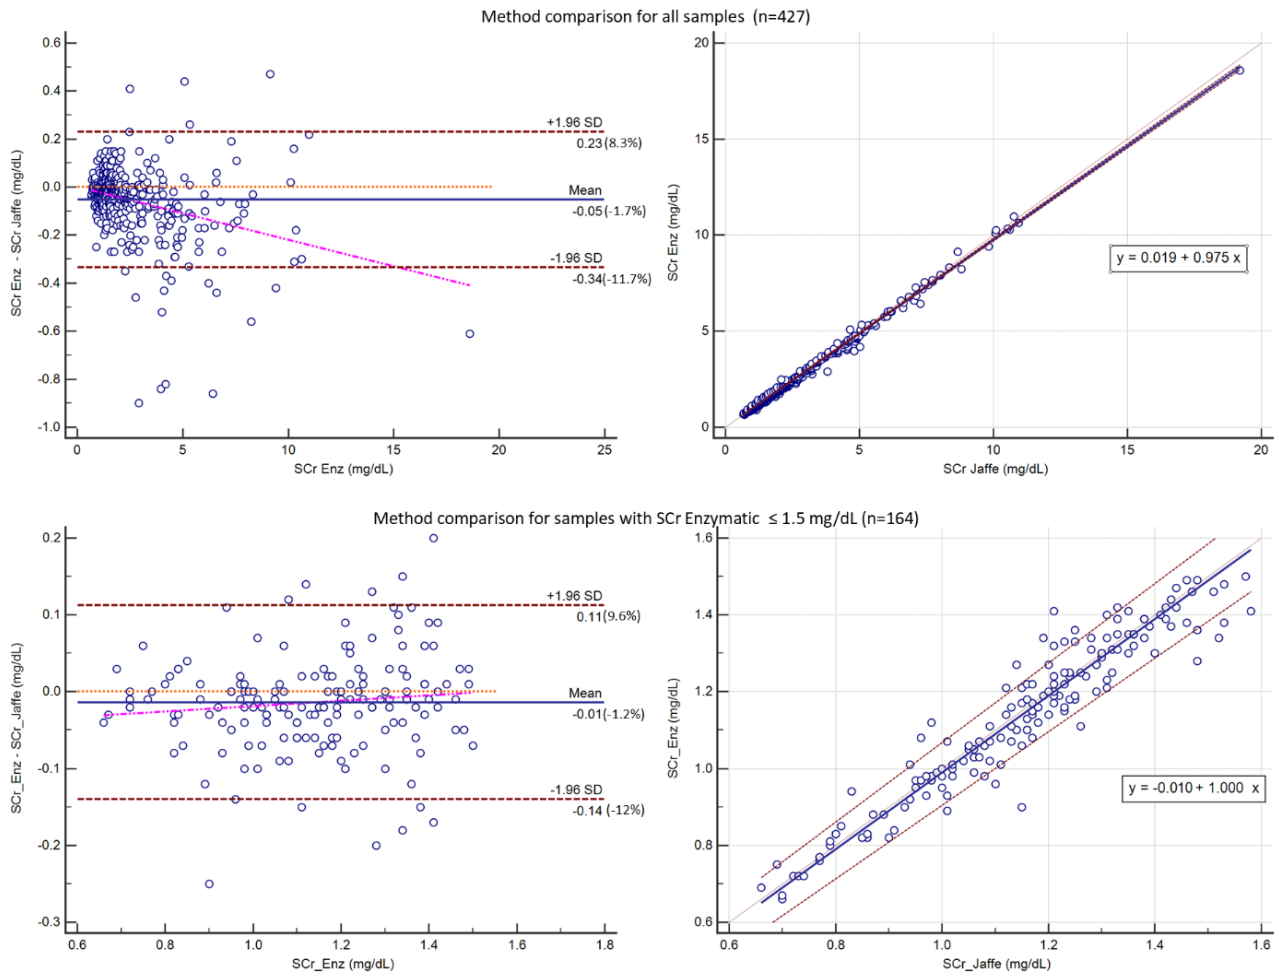 Method comparison for all samples (n=427)
0.6
0.4
0.2
0.0
-0.2
-0.4
-0.6
-0.8
-1.0
SCr Enz - SCr Jaffe (mg/dL)
+1.96 SD
0.23(8.3%)
Mean
-0.05(-1.7%)
-1.96 SD
-0.34(-11.7%)
0 5 10 15 20 25
SCr Enz (mg/dL)
20
15
10
5
0
SCr Enz (mg/dL)
y = 0.019 + 0.975 x
0 5 10 15 20
SCr Jaffe (mg/dL)
Method comparison for samples with SCr Enzymatic ≤ 1.5 mg/dL (n=164)
0.2
0.1
0.0
-0.1
-0.2
-0.3
SCr_Enz - SCr_Jaffe (mg/dL)
+1.96 SD
0.11(9.6%)
Mean
-0.01(-1.2%)
-1.96 SD
-0.14 (-12%)
0.6 0.8 1.0 1.2 1.4 1.6 1.8
SCr_Enz (mg/dL)
1.6
1.4
1.2
1.0
0.8
0.6
SCr_Enz (mg/dL)
y = -0.010 + 1.000 x
0.6 0.8 1.0 1.2 1.4 1.6
SCr_Jaffe (mg/dL)